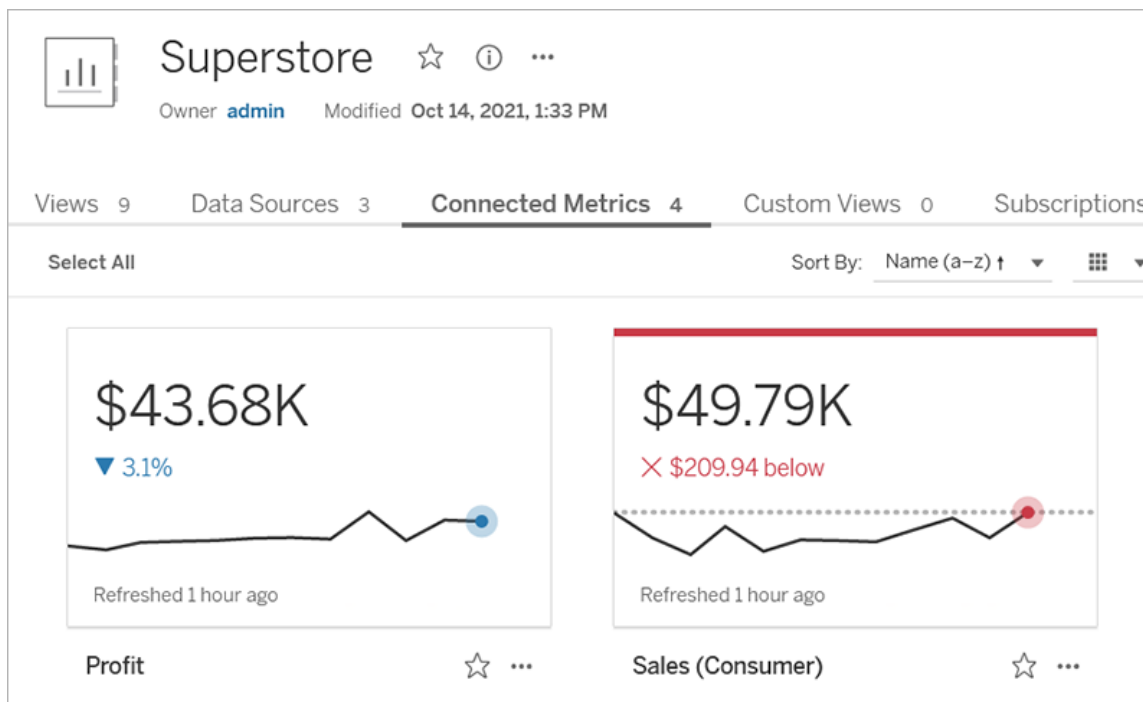 Superstore
Owner admin Modified Oct 14, 2021, 1:33 PM
Views 9 Data Sources 3 Connected Metrics 4 Custom Views 0 Subscriptions
Select All Sort By: Name (a–z) ↑
$43.68K
▼ 3.1%
Refreshed 1 hour ago
Profit
$49.79K
× $209.94 below
Refreshed 1 hour ago
Sales (Consumer)